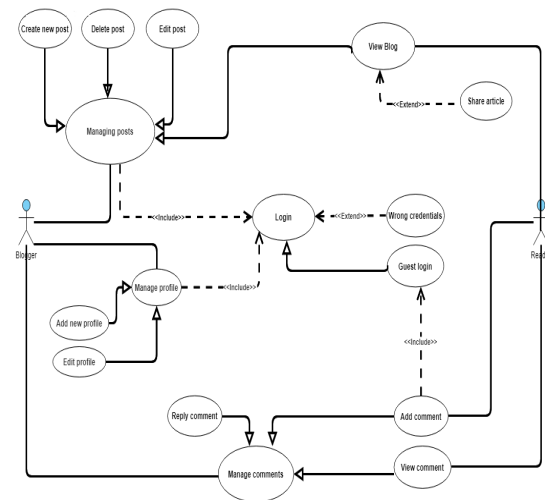 Create new post
Delete post
Edit post
View Blog
Share article
<<Extend>>
Managing posts
Login
<<Include>>
<<Extend>>
Wrong credentials
Blogger
Read
Guest login
Manage profile
<<Include>>
Add new profile
Edit profile
<<Include>>
Reply comment
Add comment
Manage comments
View comment